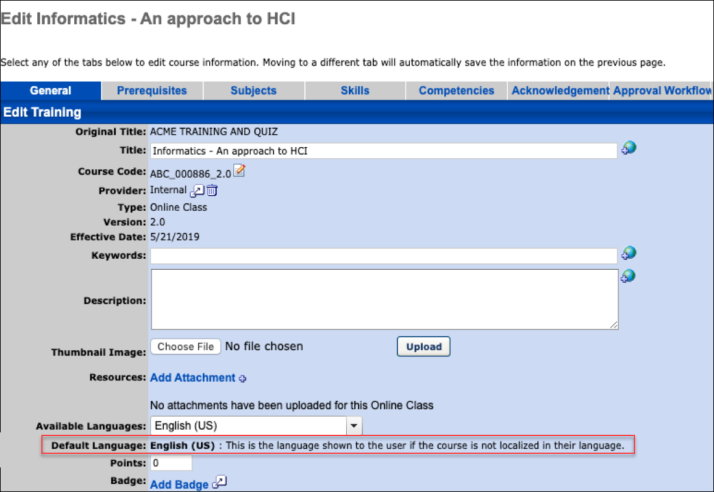 Edit Informatics - An approach to HCI
Select any of the tabs below to edit course information. Moving to a different tab will automatically save the information on the previous page.
General Prerequisites Subjects Skills Competencies Acknowledgement Approval Workflow
Edit Training
Original Title: ACME TRAINING AND QUIZ
Title: Informatics - An approach to HCI
Course Code: ABC_000886_2.0
Provider: Internal
Type: Online Class
Version: 2.0
Effective Date: 5/21/2019
Keywords:
Description:
Thumbnail Image: Choose File No file chosen Upload
Resources: Add Attachment
No attachments have been uploaded for this Online Class
Available Languages: English (US)
Default Language: English (US) : This is the language shown to the user if the course is not localized in their language.
Points: 0
Badge: Add Badge